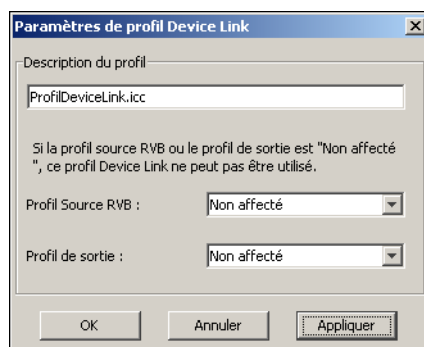 Paramètres de profil Device Link
Description du profil
ProfilDeviceLink.icc
Si la profil source RVB ou le profil de sortie est "Non affecté
", ce profil Device Link ne peut pas être utilisé.
Profil Source RVB :
Non affecté
Profil de sortie :
Non affecté
OK
Annuler
Appliquer